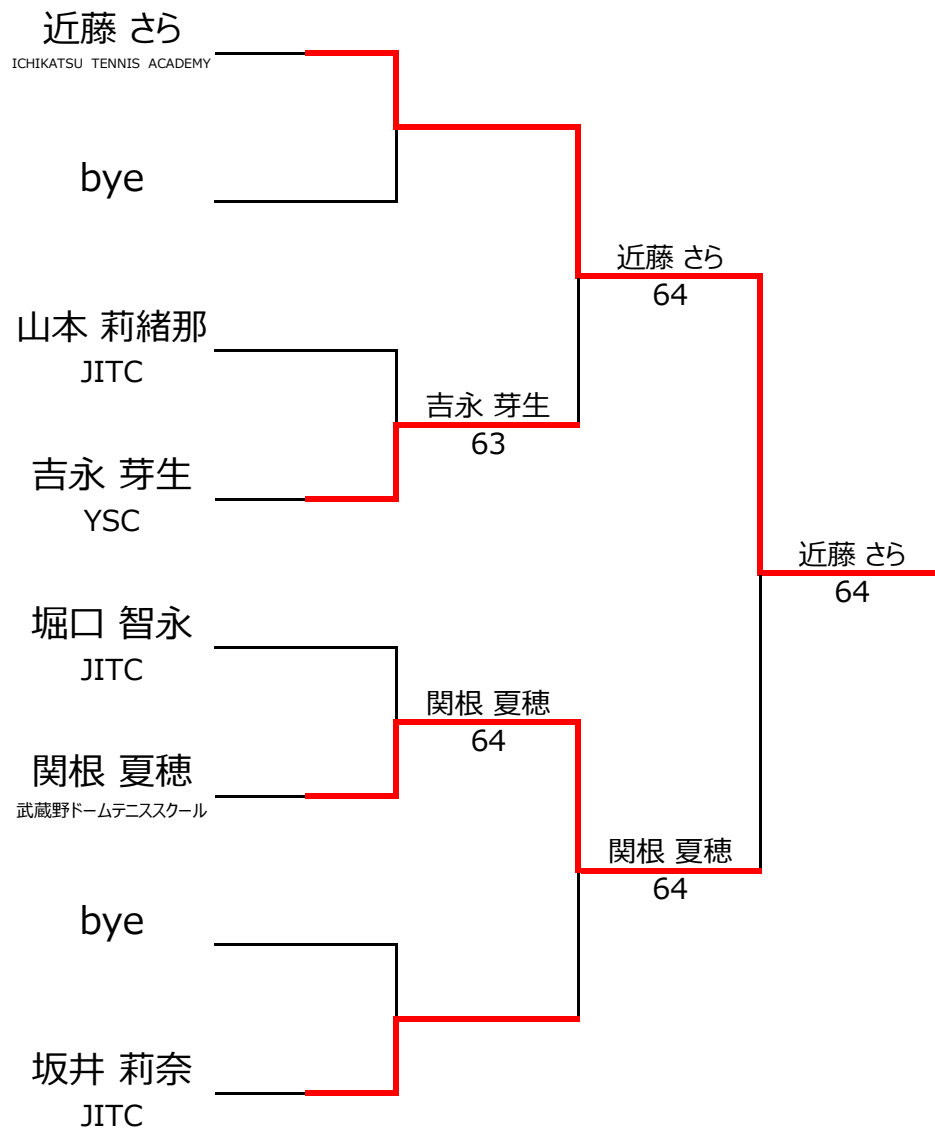 近藤 さら
ICHIKATSU TENNIS ACADEMY
bye
山本 莉緒那
JITC
吉永 芽生
YSC
堀口 智永
JITC
関根 夏穂
武蔵野ドームテニススクール
bye
坂井 莉奈
JITC
吉永 芽生
63
関根 夏穂
64
近藤 さら
64
関根 夏穂
64
近藤 さら
64